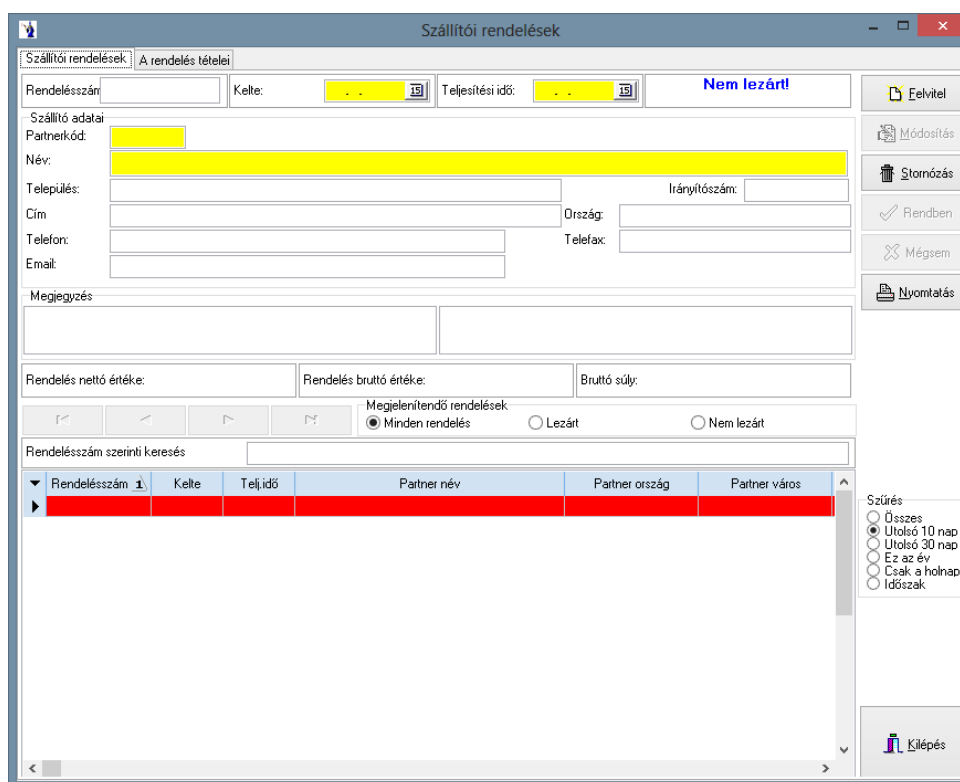 Szállítói rendelések
Szállítói rendelések A rendelés tételei
Rendelésszám Kelte: . . 15 Teljesítési idő: . . 15 Nem lezárt!
Felvitel
Szállító adatai
Partnerkód:
Módosítás
Név:
Stornózás
Település: Irányítószám:
Cím Ország:
Rendben
Telefon: Telefax:
Mégsem
Email:
Nyomtatás
Megjegyzés
Rendelés nettó értéke: Rendelés bruttó értéke: Bruttó súly:
Megjelenítendő rendelések
Minden rendelés Lezárt Nem lezárt
Rendelésszám szerinti keresés
Rendelésszám 1 Kelte Telj.idő Partner név Partner ország Partner város
Szűrés
Összes
Utolsó 10 nap
Utolsó 30 nap
Ez az év
Csak a holnap
Időszak
Kilépés